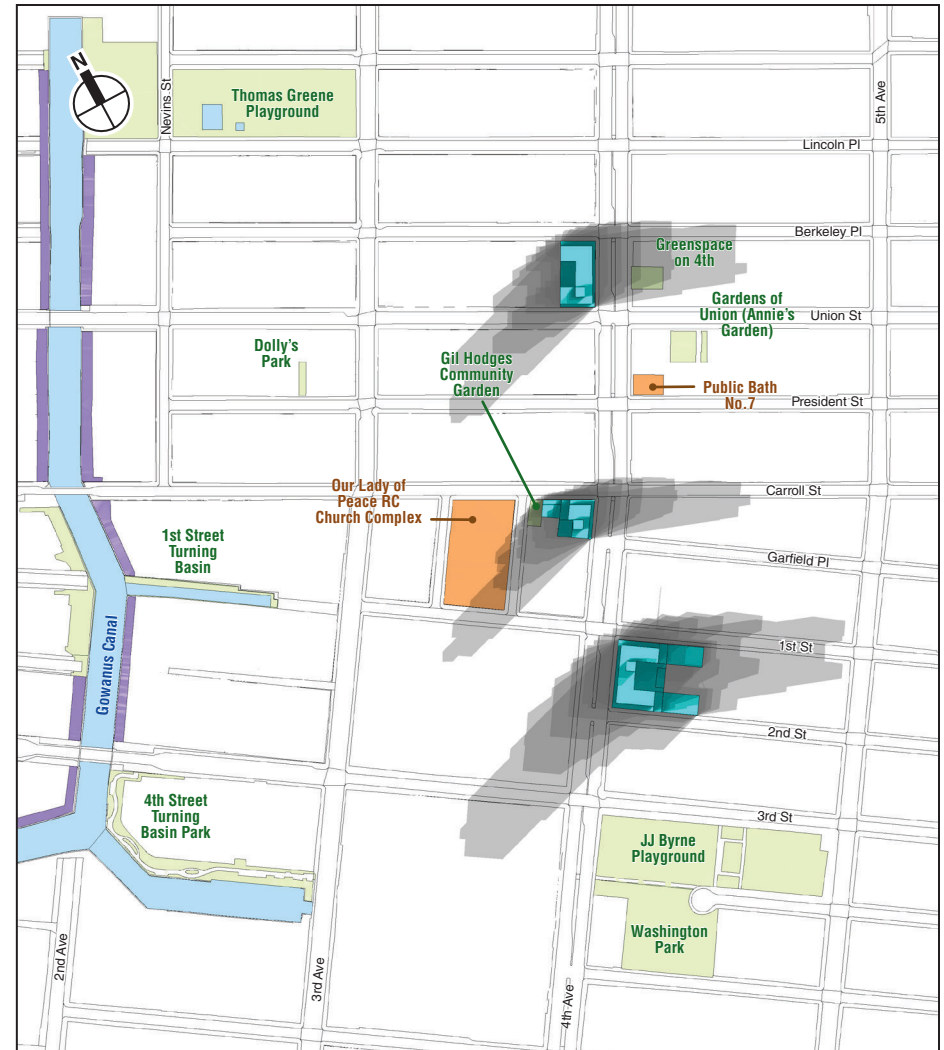 N
Nevins St
Thomas Greene
Playground
5th Ave
Lincoln Pl
Berkeley Pl
Greenspace
on 4th
Gardens of
Union (Annie's
Garden)
Union St
Dolly's
Park
Gil Hodges
Community
Garden
Public Bath
No.7
President St
Our Lady of
Peace RC
Church Complex
Carroll St
1st Street
Turning
Basin
Garfield Pl
Gowanus Canal
1st St
2nd St
4th Street
Turning
Basin Park
3rd St
JJ Byrne
Playground
Washington
Park
2nd Ave
3rd Ave
4th Ave